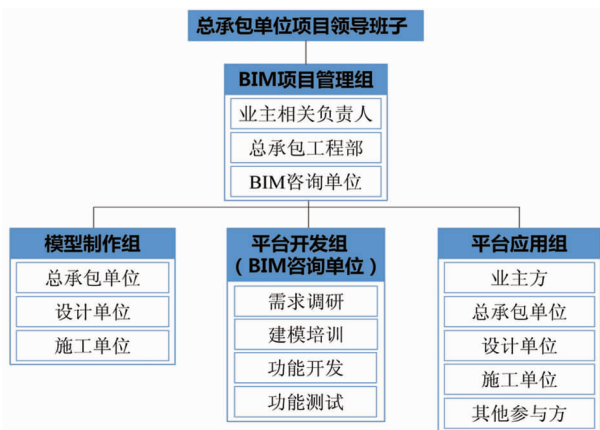 总承包单位项目领导班子
BIM项目管理组
业主相关负责人
总承包工程部
BIM咨询单位
模型制作组
总承包单位
设计单位
施工单位
平台开发组
（BIM咨询单位）
需求调研
建模培训
功能开发
功能测试
平台应用组
业主方
总承包单位
设计单位
施工单位
其他参与方